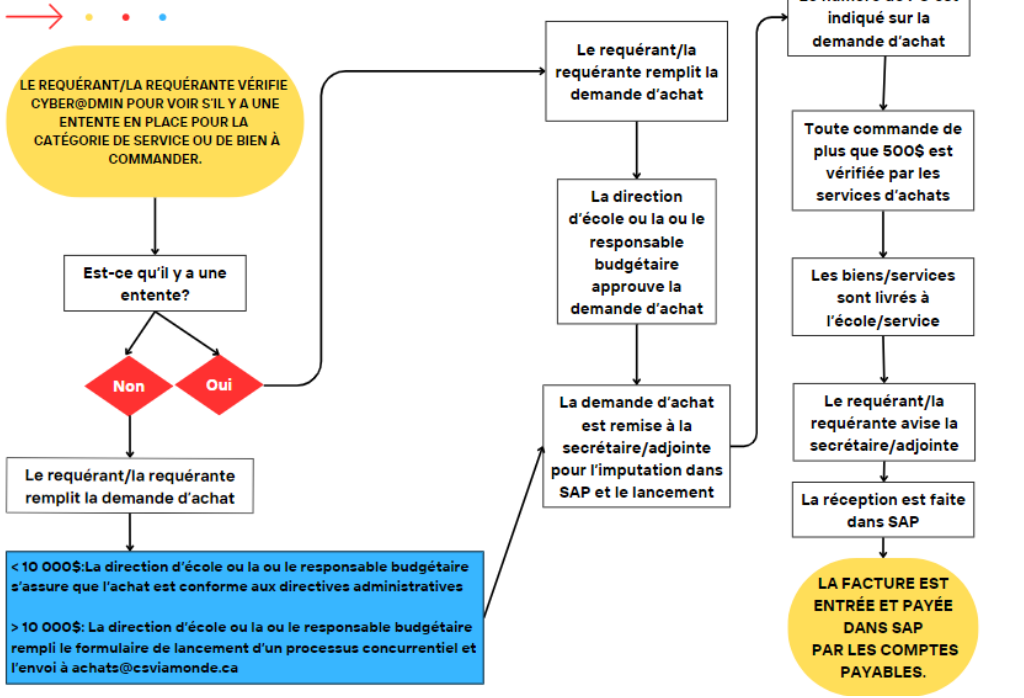 LE REQUÉRANT/LA REQUÉRANTE VÉRIFIE
CYBER@DMIN POUR VOIR S'IL Y A UNE
ENTENTE EN PLACE POUR LA
CATÉGORIE DE SERVICE OU DE BIEN À
COMMANDER.
Est-ce qu'il y a une
entente?
Non
Oui
Le requérant/la requérante
remplit la demande d'achat
< 10 000$:La direction d'école ou la ou le responsable budgétaire
s'assure que l'achat est conforme aux directives administratives
> 10 000$: La direction d'école ou la ou le responsable budgétaire
rempli le formulaire de lancement d'un processus concurrentiel et
l'envoi à achats@csviamonde.ca
Le requérant/la
requérante remplit la
demande d'achat
La direction
d'école ou la ou le
responsable
budgétaire
approuve la
demande d'achat
La demande d'achat
est remise à la
secrétaire/adjointe
pour l'imputation dans
SAP et le lancement
indiqué sur la
demande d'achat
Toute commande de
plus que 500$ est
vérifiée par les
services d'achats
Les biens/services
sont livrés à
l'école/service
Le requérant/la
requérante avise la
secrétaire/adjointe
La réception est faite
dans SAP
LA FACTURE EST
ENTRÉE ET PAYÉE
DANS SAP
PAR LES COMPTES
PAYABLES.